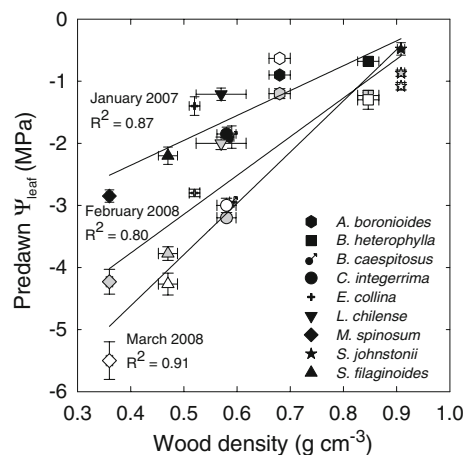 0
-1
-2
-3
-4
-5
-6
Predawn Ψleaf (MPa)
January 2007
R² = 0.87
February 2008
R² = 0.80
March 2008
R² = 0.91
A. boronioides
B. heterophylla
B. caespitosus
C. integerrima
E. collina
L. chilense
M. spinosum
S. johnstonii
S. filaginoides
0.3 0.4 0.5 0.6 0.7 0.8 0.9 1.0
Wood density (g cm⁻³)